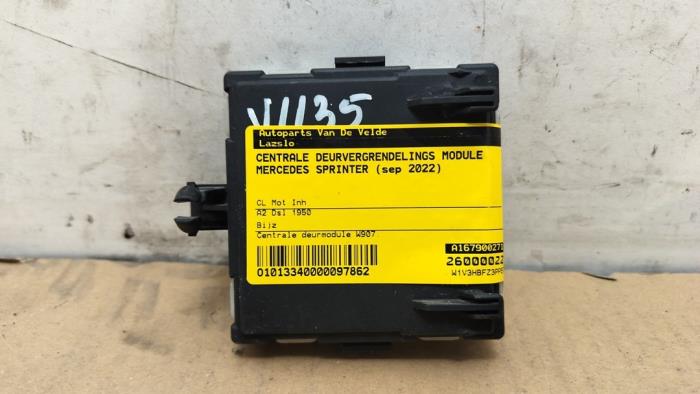 V1135
Autoparts Van De Velde
Lazslo
CENTRALE DEURVERGRENDELINGS MODULE
MERCEDES SPRINTER (sep 2022)
CL Mot Inh
A2 Dsl 1950
Bijz
Centrale deurmodule W907
01013340000097862